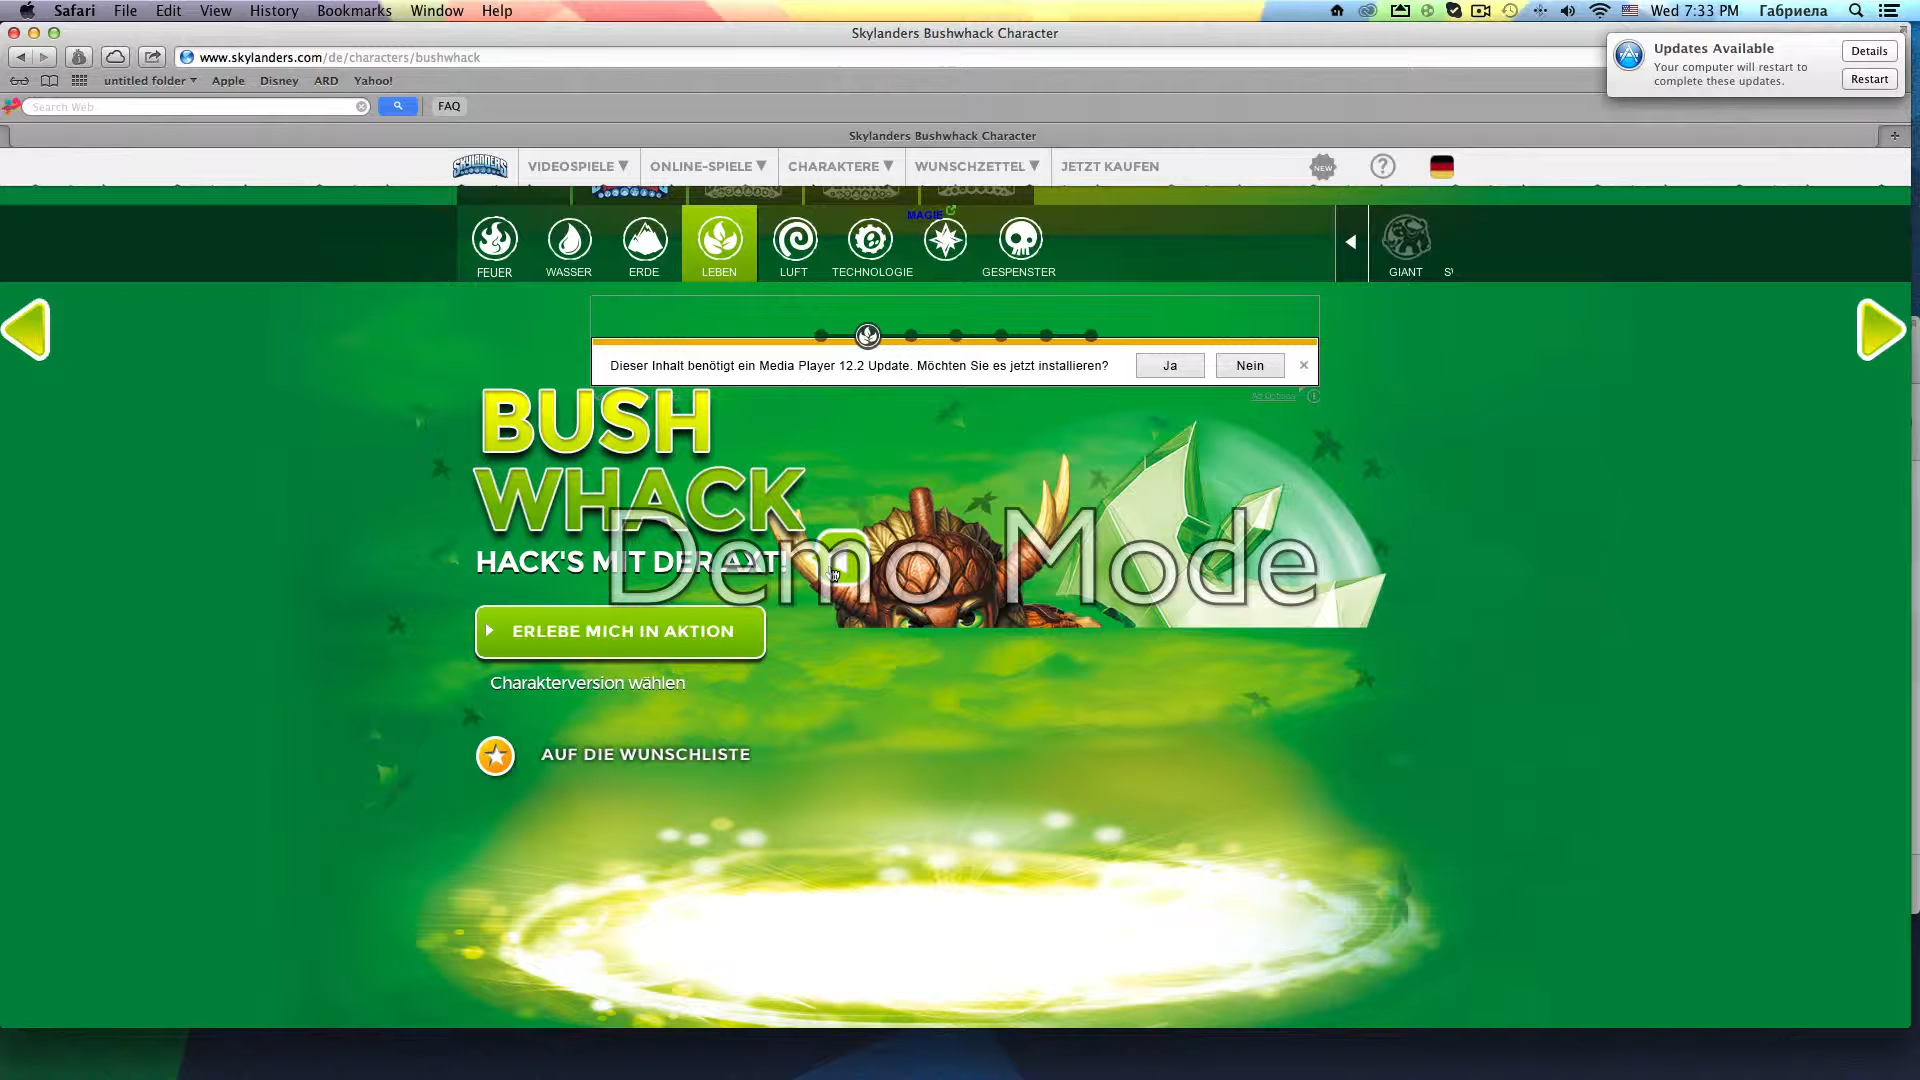 Safari File Edit View History Bookmarks Window Help
Wed 7:33 PM Габриела
Skylanders Bushwhack Character
Updates Available
Your computer will restart to
complete these updates.
Details
Restart
www.skylanders.com/de/characters/bushwhack
untitled folder Apple Disney ARD Yahoo!
Search Web
FAQ
Skylanders Bushwhack Character
SKYLANDERS
VIDEOSPIELE ONLINE-SPIELE CHARAKTERE WUNSCHZETTEL JETZT KAUFEN
NEW
?
MAGIE
FEUER WASSER ERDE LEBEN LUFT TECHNOLOGIE GESPENSTER
GIANT
Dieser Inhalt benötigt ein Media Player 12.2 Update. Möchten Sie es jetzt installieren?
Ja Nein
Ad Options
BUSH
WHACK
HACK'S MIT DER AXT!
Demo Mode
ERLEBE MICH IN AKTION
Charakterversion wählen
AUF DIE WUNSCHLISTE